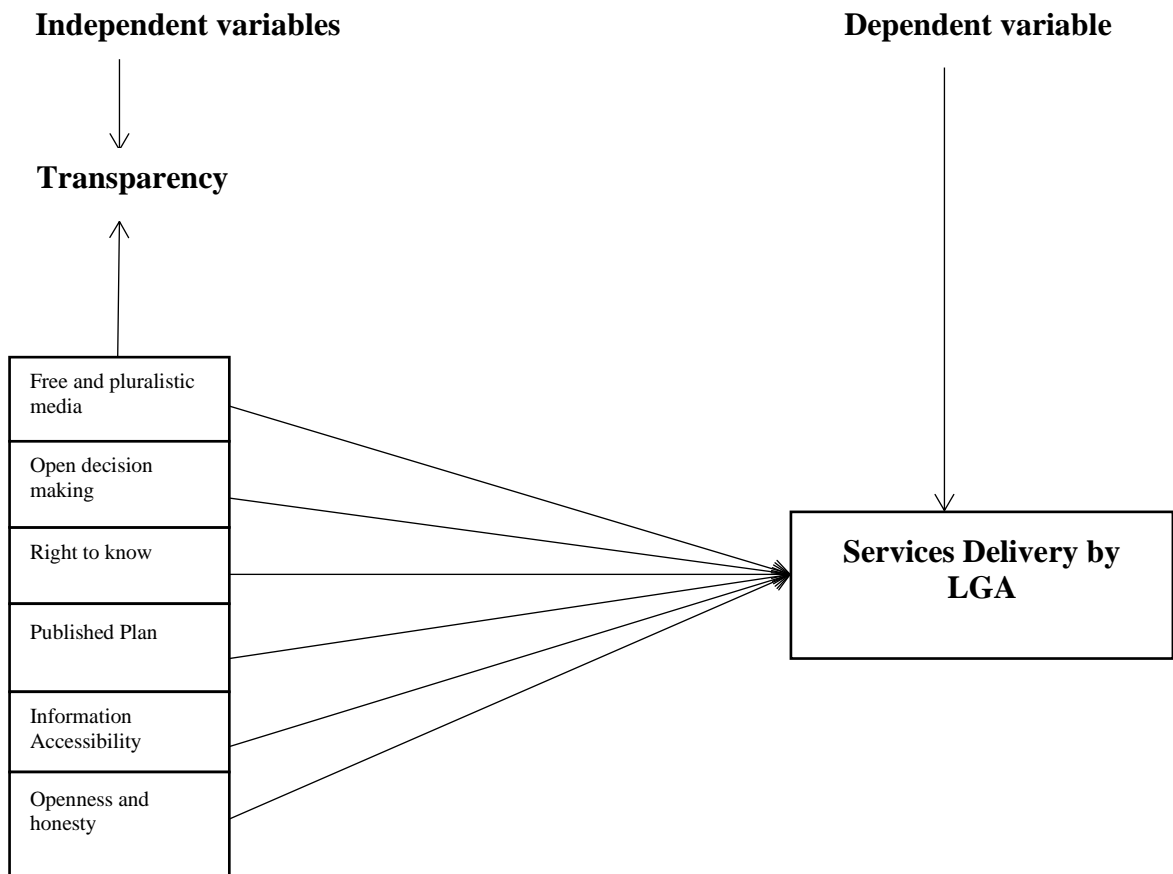 Independent variables
Dependent variable
Transparency
Free and pluralistic
media
Open decision
making
Right to know
Published Plan
Information
Accessibility
Openness and
honesty
Services Delivery by
LGA